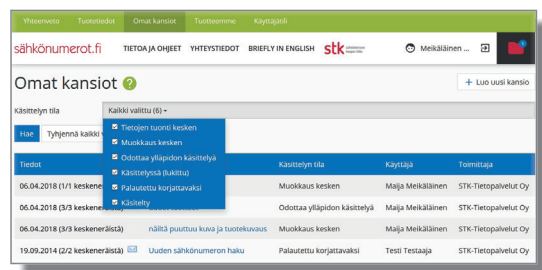 Yhteenveto Tuotetiedot Omat kansiot Tuotteemme Käyttäjätili
sähkönumerot.fi TIETOA JA OHJEET YHTEYSTIEDOT BRIEFLY IN ENGLISH stk Meikäläinen ...
Omat kansiot ? + Luo uusi kansio
Käsittelyn tila Kaikki valittu (6)
Hae Tyhjennä kaikki
Tietojen tuonti kesken
Muokkaus kesken
Odottaa ylläpidon käsittelyä
Käsittelyssä (lukittu)
Palautettu korjattavaksi
Käsitelty
Tiedot Käsittelyn tila Käyttäjä Toimittaja
06.04.2018 (1/1 keskeneräistä) Muokkaus kesken Maija Meikäläinen STK-Tietopalvelut Oy
06.04.2018 (3/3 keskeneräistä) Odottaa ylläpidon käsittelyä Maija Meikäläinen STK-Tietopalvelut Oy
06.04.2018 (3/3 keskeneräistä) näiltä puuttuu kuva ja tuotekuvaus Muokkaus kesken Maija Meikäläinen STK-Tietopalvelut Oy
19.09.2014 (2/2 keskeneräistä) Uuden sähkönumeron haku Palautettu korjattavaksi Testi Testaaja STK-Tietopalvelut Oy